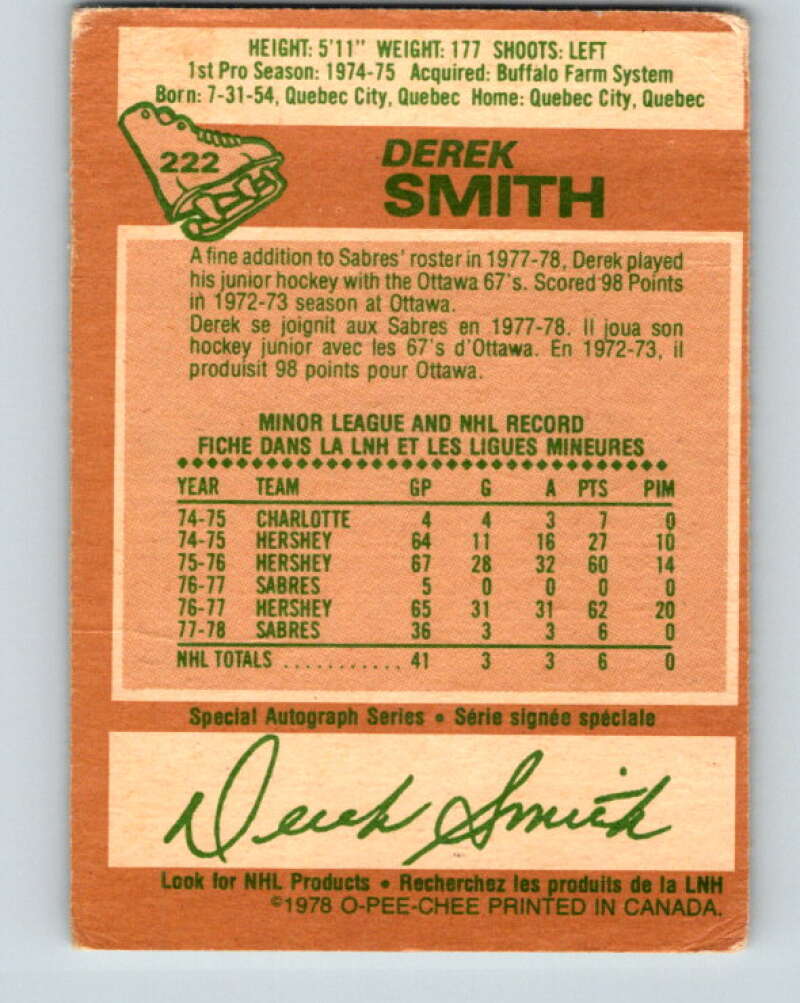 HEIGHT: 5'11" WEIGHT: 177 SHOOTS: LEFT
1st Pro Season: 1974-75 Acquired: Buffalo Farm System
Born: 7-31-54, Quebec City, Quebec Home: Quebec City, Quebec
222
DEREK
SMITH
A fine addition to Sabres' roster in 1977-78, Derek played
his junior hockey with the Ottawa 67's. Scored 98 Points
in 1972-73 season at Ottawa.
Derek se joignit aux Sabres en 1977-78. Il joua son
hockey junior avec les 67's d'Ottawa. En 1972-73, il
produisit 98 points pour Ottawa.
MINOR LEAGUE AND NHL RECORD
FICHE DANS LA LNH ET LES LIGUES MINEURES
YEAR TEAM GP G A PTS PIM
74-75 CHARLOTTE 4 4 3 7 0
74-75 HERSHEY 64 11 16 27 10
75-76 HERSHEY 67 28 32 60 14
76-77 SABRES 5 0 0 0 0
76-77 HERSHEY 65 31 31 62 20
77-78 SABRES 36 3 3 6 0
NHL TOTALS ........... 41 3 3 6 0
Special Autograph Series • Série signée spéciale
Derek Smith
Look for NHL Products • Recherchez les produits de la LNH
©1978 O-PEE-CHEE PRINTED IN CANADA.